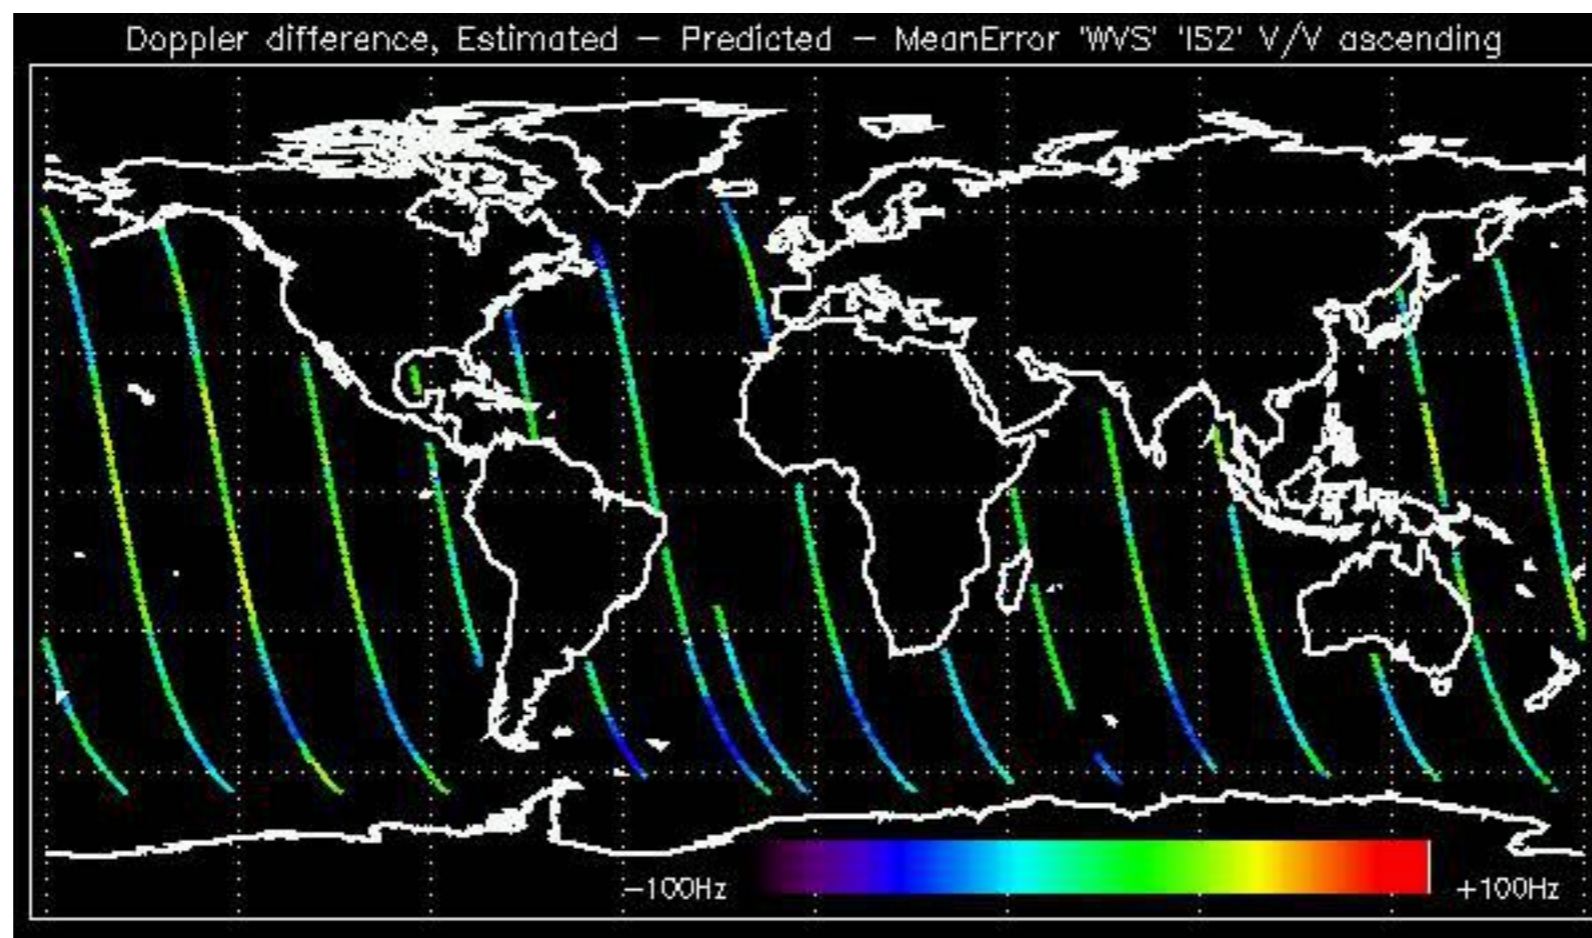 Doppler difference, Estimated – Predicted – MeanError 'WVS' 'IS2' V/V ascending
–100Hz
+100Hz